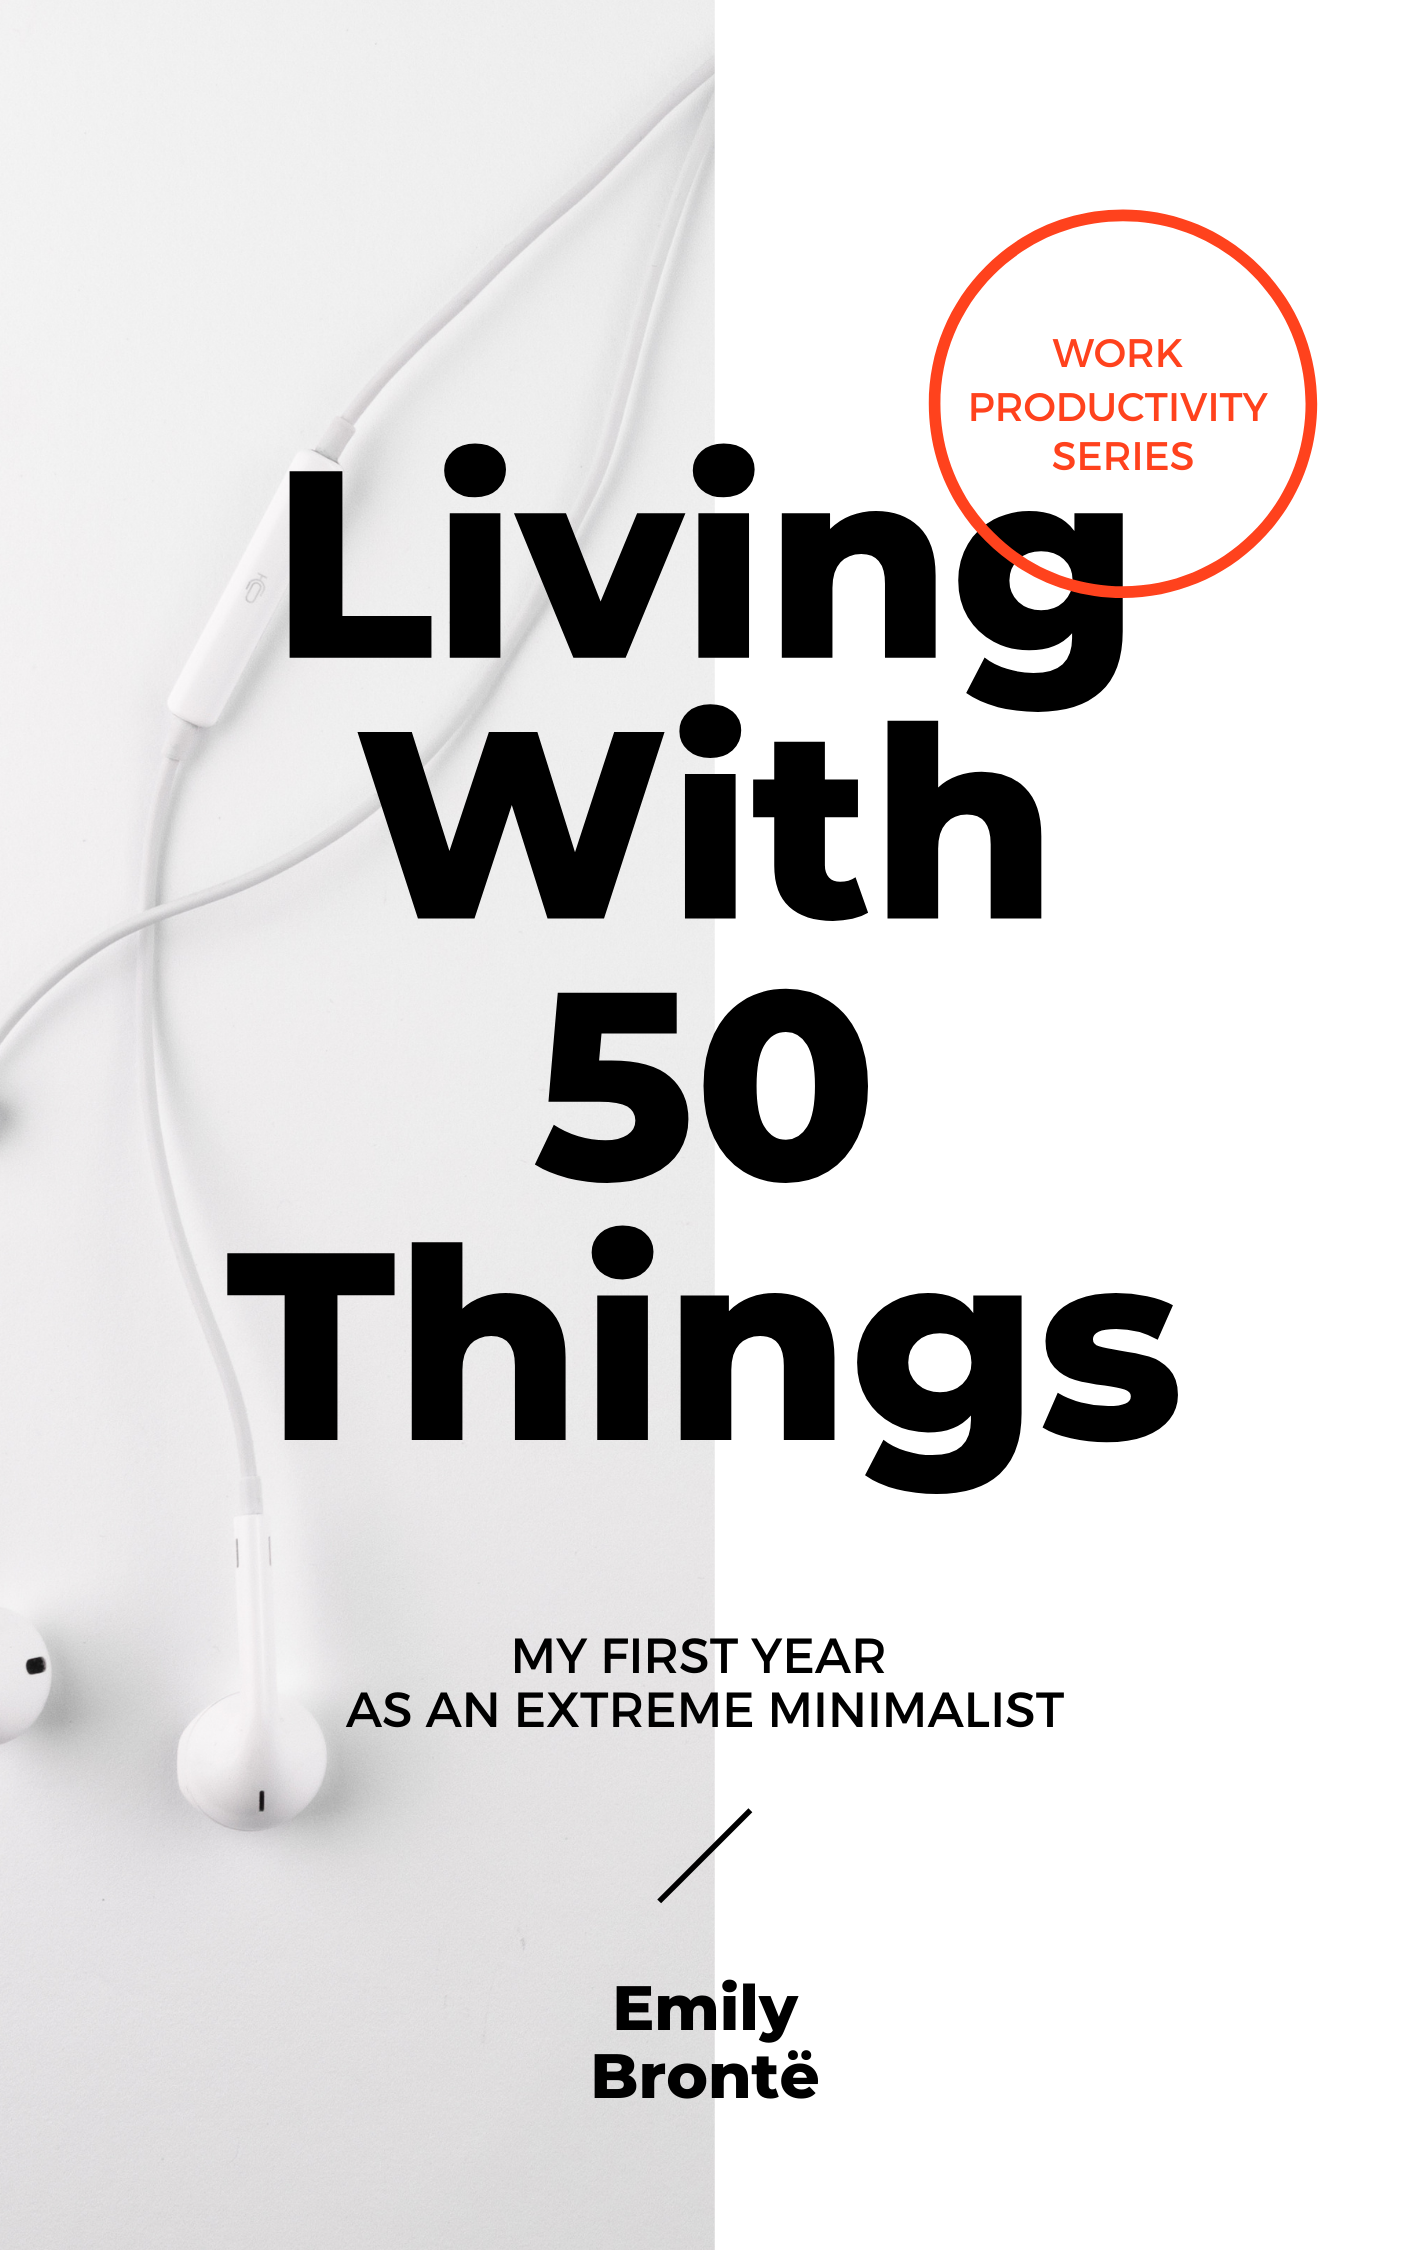 WORK
PRODUCTIVITY
SERIES
Living
With
50
Things
MY FIRST YEAR
AS AN EXTREME MINIMALIST
Emily
Brontë